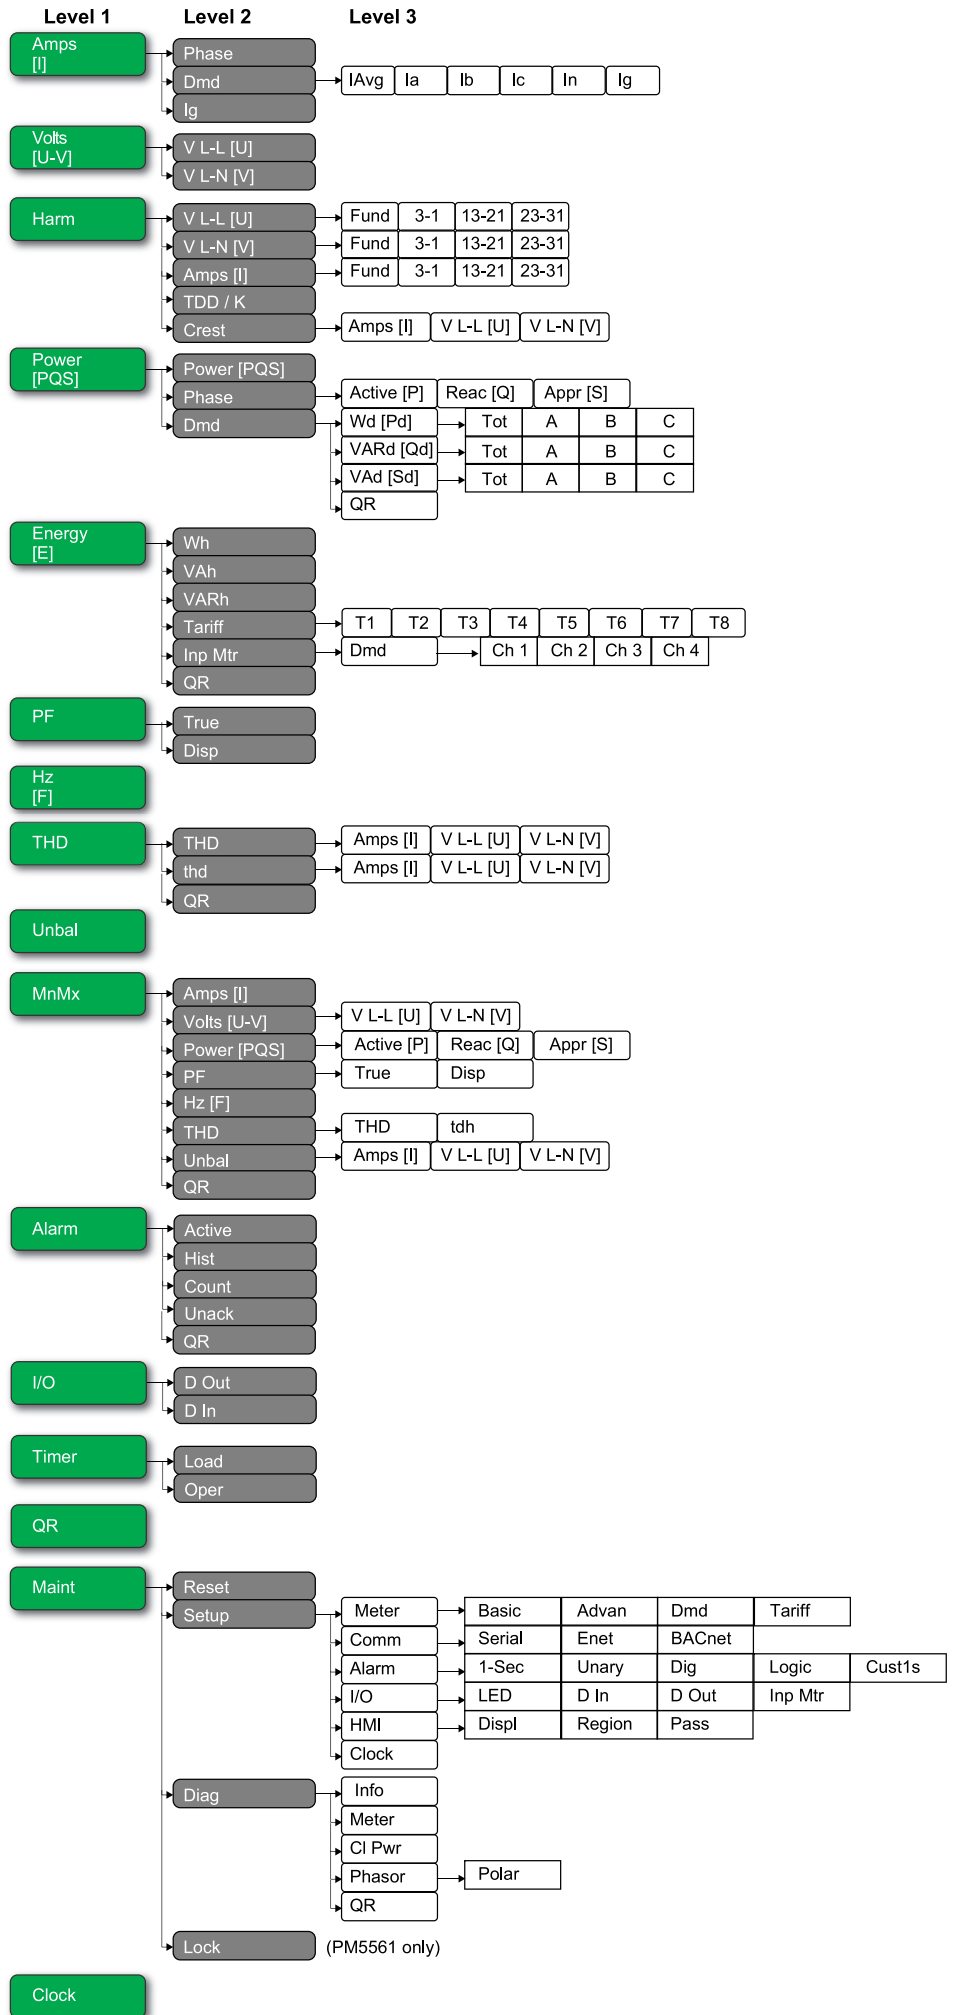 Level 1 Level 2 Level 3
Amps
[I]
Phase
Dmd IAvg Ia Ib Ic In Ig
Ig
Volts
[U-V]
V L-L [U]
V L-N [V]
Harm
V L-L [U] Fund 3-1 13-21 23-31
V L-N [V] Fund 3-1 13-21 23-31
Amps [I] Fund 3-1 13-21 23-31
TDD / K
Crest Amps [I] V L-L [U] V L-N [V]
Power
[PQS]
Power [PQS]
Phase Active [P] Reac [Q] Appr [S]
Dmd Wd [Pd] Tot A B C
VARd [Qd] Tot A B C
VAd [Sd] Tot A B C
QR
Energy
[E]
Wh
VAh
VARh
Tariff T1 T2 T3 T4 T5 T6 T7 T8
Inp Mtr Dmd Ch 1 Ch 2 Ch 3 Ch 4
QR
PF
True
Disp
Hz
[F]
THD
THD Amps [I] V L-L [U] V L-N [V]
thd Amps [I] V L-L [U] V L-N [V]
QR
Unbal
MnMx
Amps [I]
Volts [U-V] V L-L [U] V L-N [V]
Power [PQS] Active [P] Reac [Q] Appr [S]
PF True Disp
Hz [F]
THD THD tdh
Unbal Amps [I] V L-L [U] V L-N [V]
QR
Alarm
Active
Hist
Count
Unack
QR
I/O
D Out
D In
Timer
Load
Oper
QR
Maint
Reset
Setup Meter Basic Advan Dmd Tariff
Comm Serial Enet BACnet
Alarm 1-Sec Unary Dig Logic Cust1s
I/O LED D In D Out Inp Mtr
HMI Displ Region Pass
Clock
Diag Info
Meter
Cl Pwr
Phasor Polar
QR
Lock (PM5561 only)
Clock